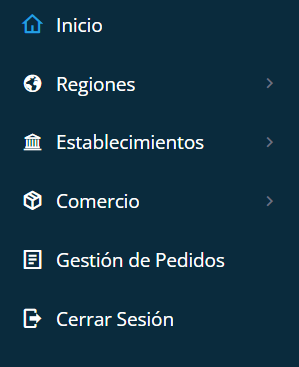 Inicio
Regiones
Establecimientos
Comercio
Gestión de Pedidos
Cerrar Sesión